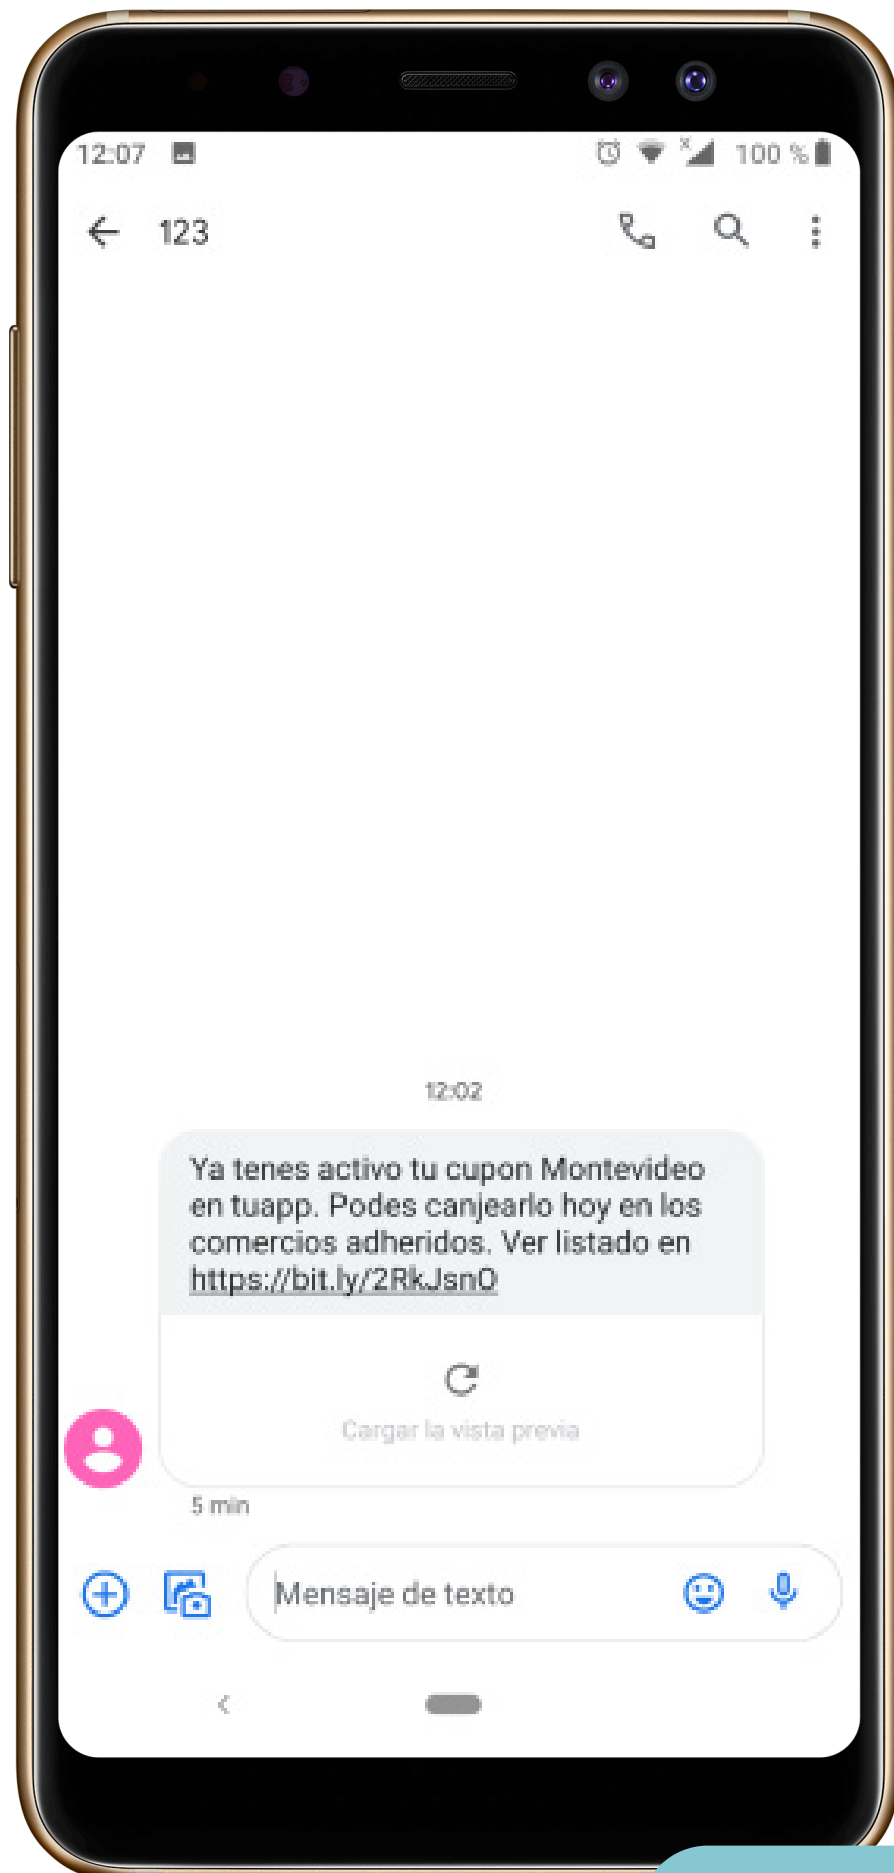 12:07
100 %
123
12:02
Ya tenes activo tu cupon Montevideo
en tuapp. Podes canjearlo hoy en los
comercios adheridos. Ver listado en
https://bit.ly/2RkJsnO
Cargar la vista previa
5 min
Mensaje de texto